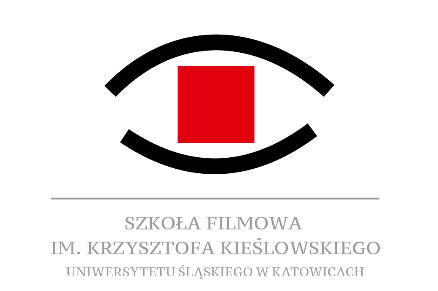 SZKOŁA FILMOWA
IM. KRZYSZTOFA KIEŚLOWSKIEGO
UNIWERSYTETU ŚLĄSKIEGO W KATOWICACH